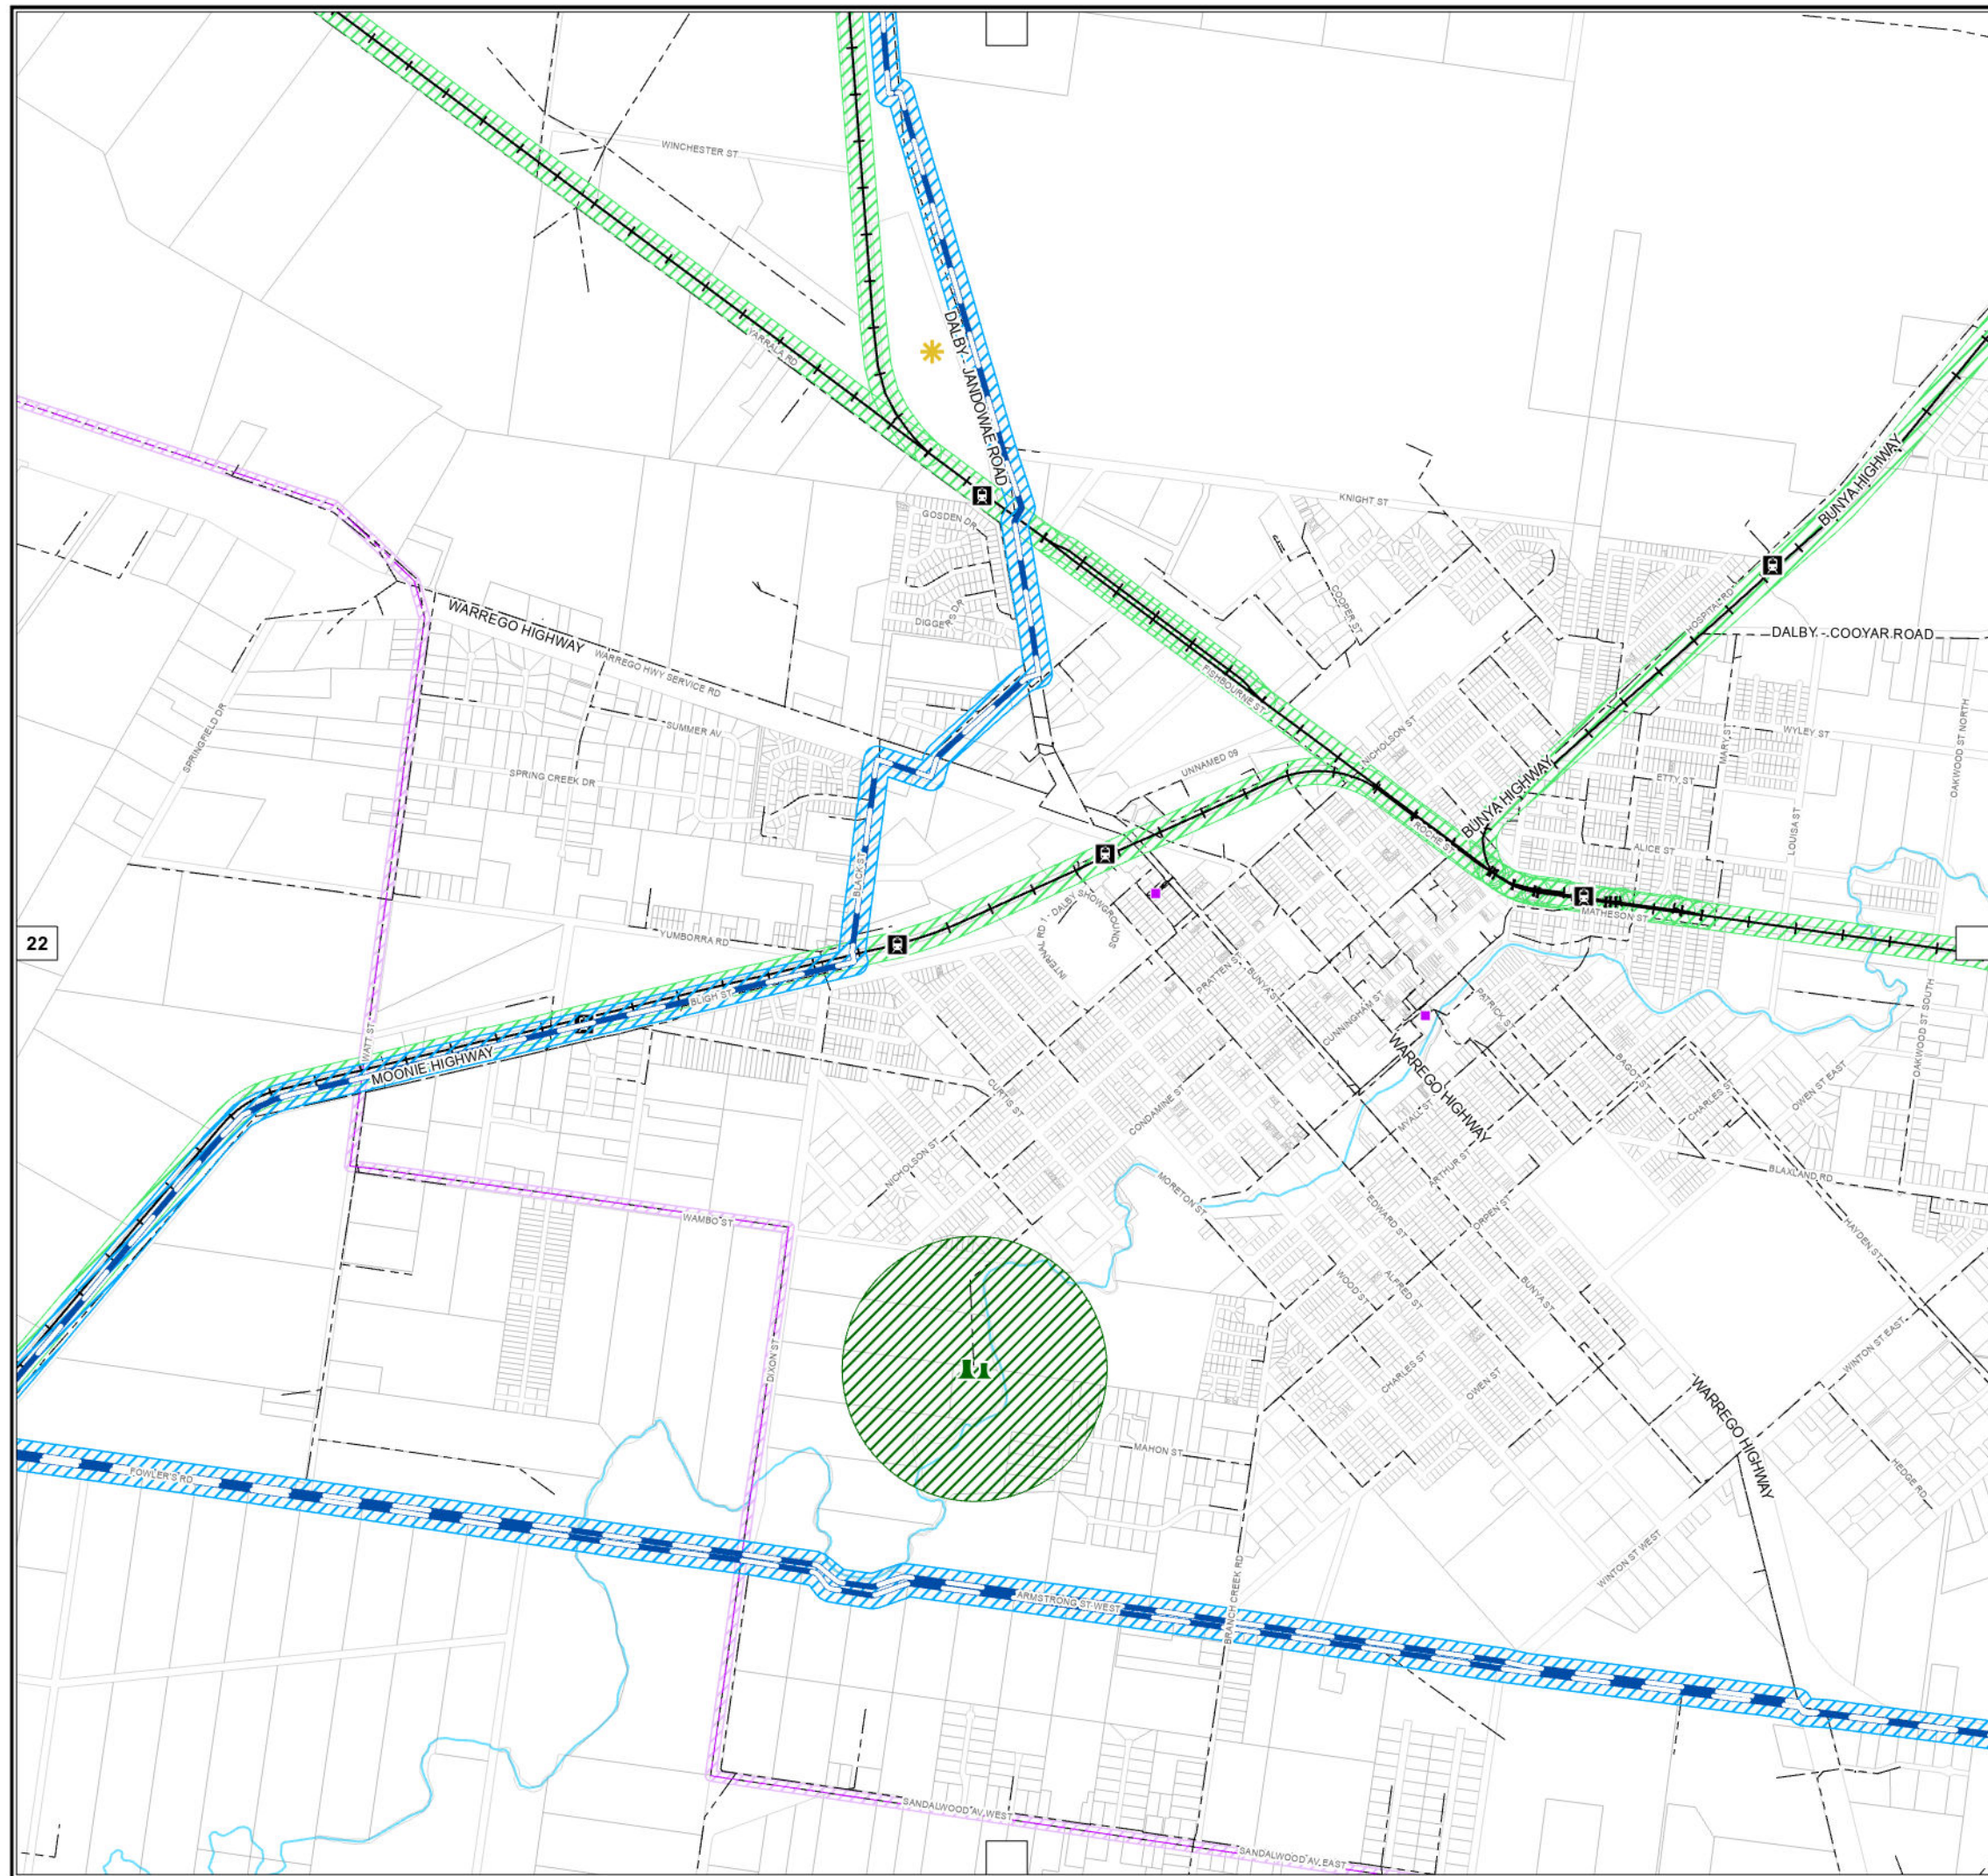 WINCHESTER ST
YARRALA RD
DALBY - JANDOWAE ROAD
KNIGHT ST
BUNYA HIGHWAY
GOSDEN DR
COOPER ST
HOSPITAL RD
WARREGO HIGHWAY
DIGGERS DR
DALBY - COOYAR ROAD
WARREGO HWY SERVICE RD
FISHBOURNE ST
SPRINGFIELD DR
SUMMER AV
NICHOLSON ST
MARY ST
WYLEY ST
OAKWOOD ST NORTH
SPRING CREEK DR
UNNAMED 09
BUNYA HIGHWAY
ETTY ST
ROCHE ST
ALICE ST
LOUISA ST
BLACK ST
22
YUMBORRA RD
INTERNAL RD 1 - DALBY SHOWGROUNDS
MATHESON ST
PRATTEN ST
BUNYA ST
BLIGH ST
CUNNINGHAM ST
PATRICK ST
OAKWOOD ST SOUTH
WATT ST
MOONIE HIGHWAY
WARREGO HIGHWAY
BAGOT ST
OWEN ST EAST
CURTIS ST
CONDAMINE ST
MYALL ST
CHARLES ST
NICHOLSON ST
ARTHUR ST
BLAXLAND RD
MORETON ST
WAMBO ST
EDWARD ST
ORPEN ST
HAYDEN ST
WOOD ST
ALFRED ST
BUNYA ST
DIXON ST
CHARLES ST
OWEN ST
WINTON ST EAST
WARREGO HIGHWAY
MAHON ST
FOWLER'S RD
HEDGE RD
WINTON ST WEST
ARMSTRONG ST WEST
BRANCH CREEK RD
SANDALWOOD AV WEST
SANDALWOOD AV EAST